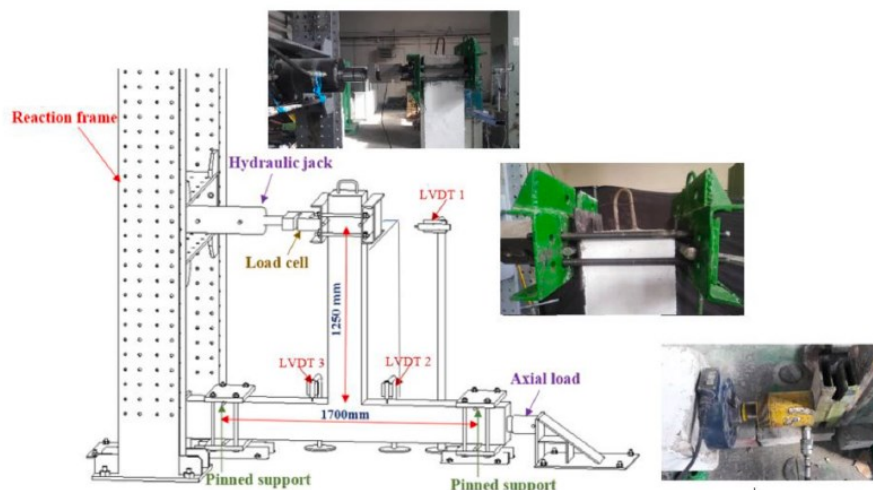 Reaction frame
Hydraulic jack
LVDT 1
Load cell
1250 mm
LVDT 3
LVDT 2
Axial load
1700mm
Pinned support
Pinned support